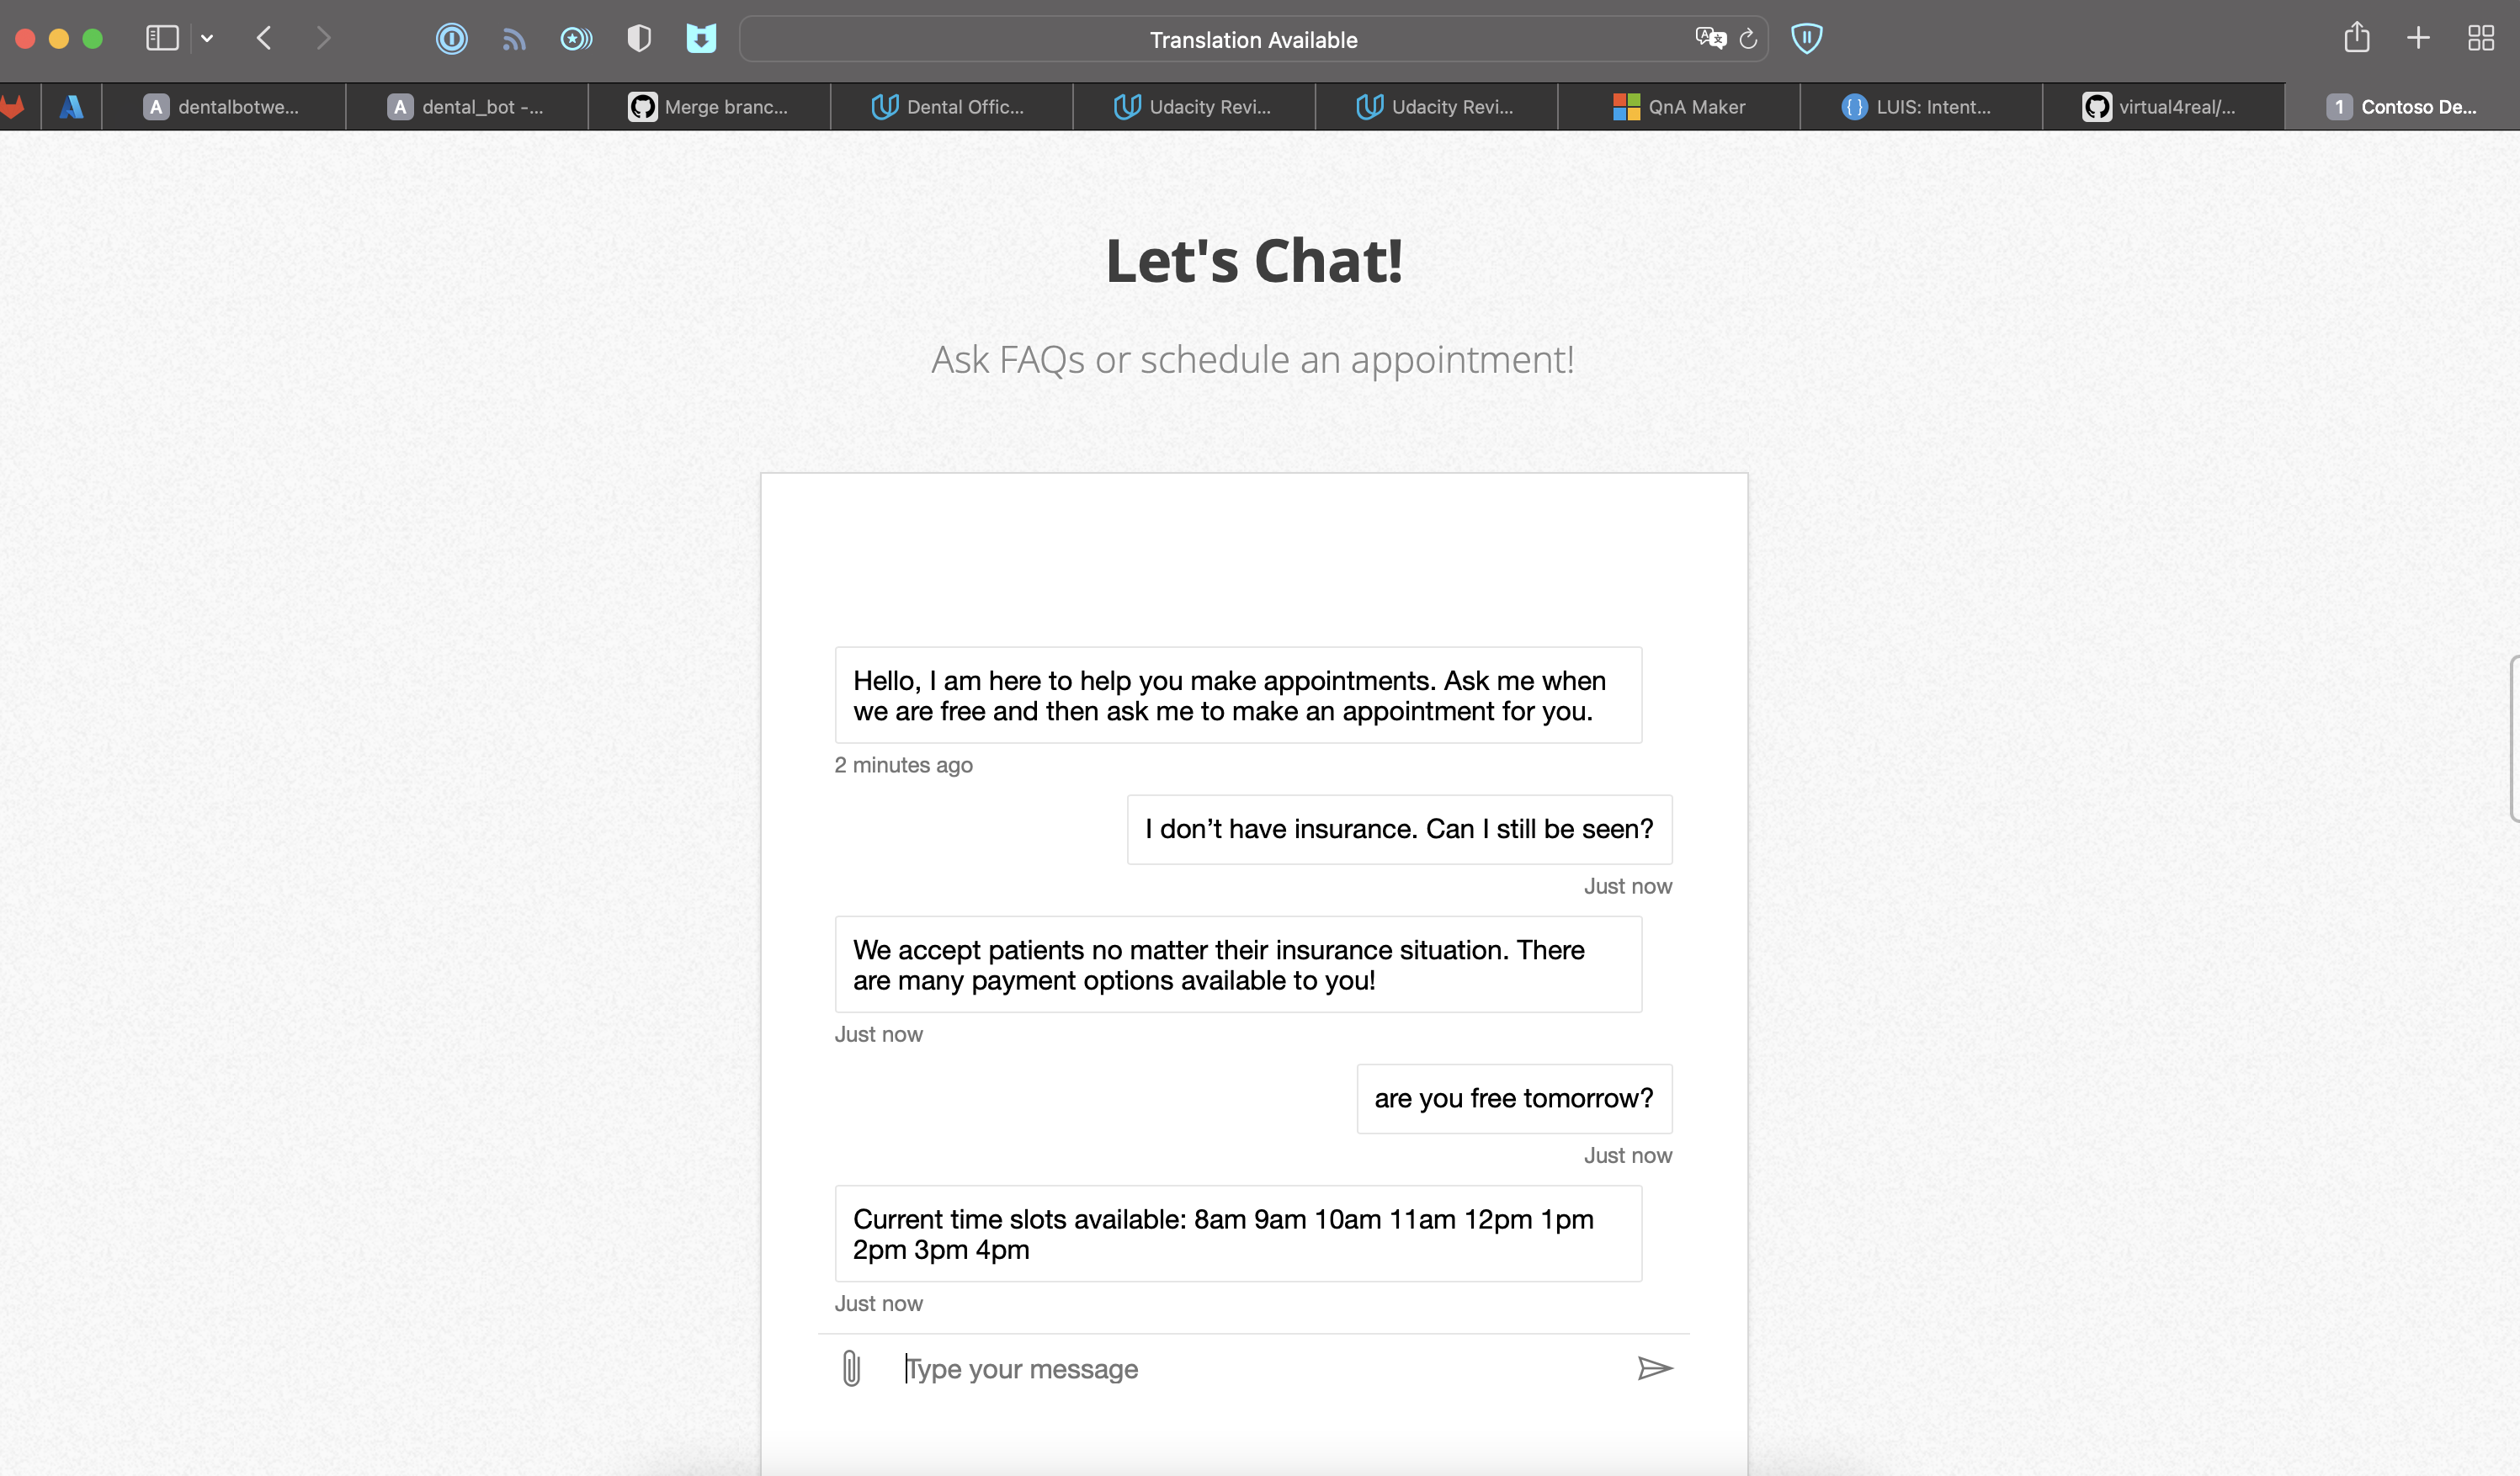 Translation Available
A dentalbotwe...
A dental_bot -...
Merge branc...
Dental Offic...
Udacity Revi...
Udacity Revi...
QnA Maker
{ } LUIS: Intent...
virtual4real/...
1 Contoso De...
Let's Chat!
Ask FAQs or schedule an appointment!
Hello, I am here to help you make appointments. Ask me when
we are free and then ask me to make an appointment for you.
2 minutes ago
I don’t have insurance. Can I still be seen?
Just now
We accept patients no matter their insurance situation. There
are many payment options available to you!
Just now
are you free tomorrow?
Just now
Current time slots available: 8am 9am 10am 11am 12pm 1pm
2pm 3pm 4pm
Just now
Type your message